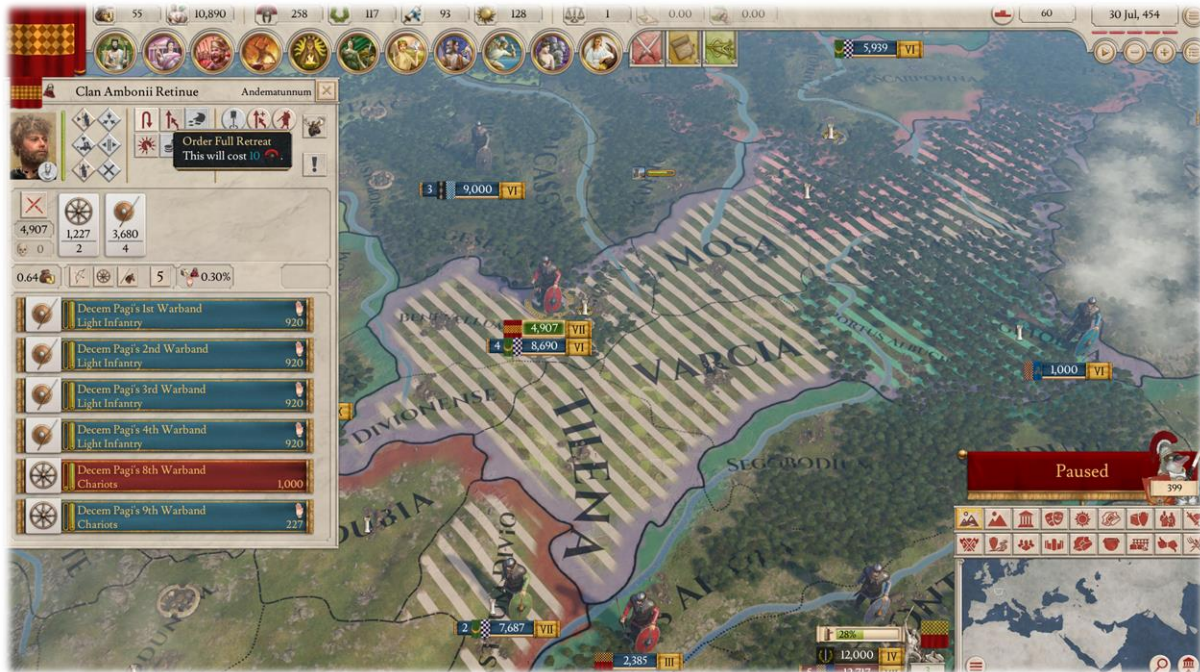 55 10,890 258 117 93 128 1 0.00 0.00 60 30 Jul, 454
5,939 VI
Clan Ambonii Retinue Andematunnum
Order Full Retreat
This will cost 10
SCARPONNA
3 9,000 VI
4,907 1,227 3,680
0 2 4
0.64 5 0.30%
MOSA
4,907 VII
4 8,690 VI
VARCIA
DIVIONENSE
TILENA
1,000 VI
Decem Pagi's 1st Warband
Light Infantry 920
Decem Pagi's 2nd Warband
Light Infantry 920
Decem Pagi's 3rd Warband
Light Infantry 920
Decem Pagi's 4th Warband
Light Infantry 920
Decem Pagi's 8th Warband
Chariots 1,000
Decem Pagi's 9th Warband
Chariots 227
Paused
399
2 7,687 VII
28%
12,000 IV
2,385 III